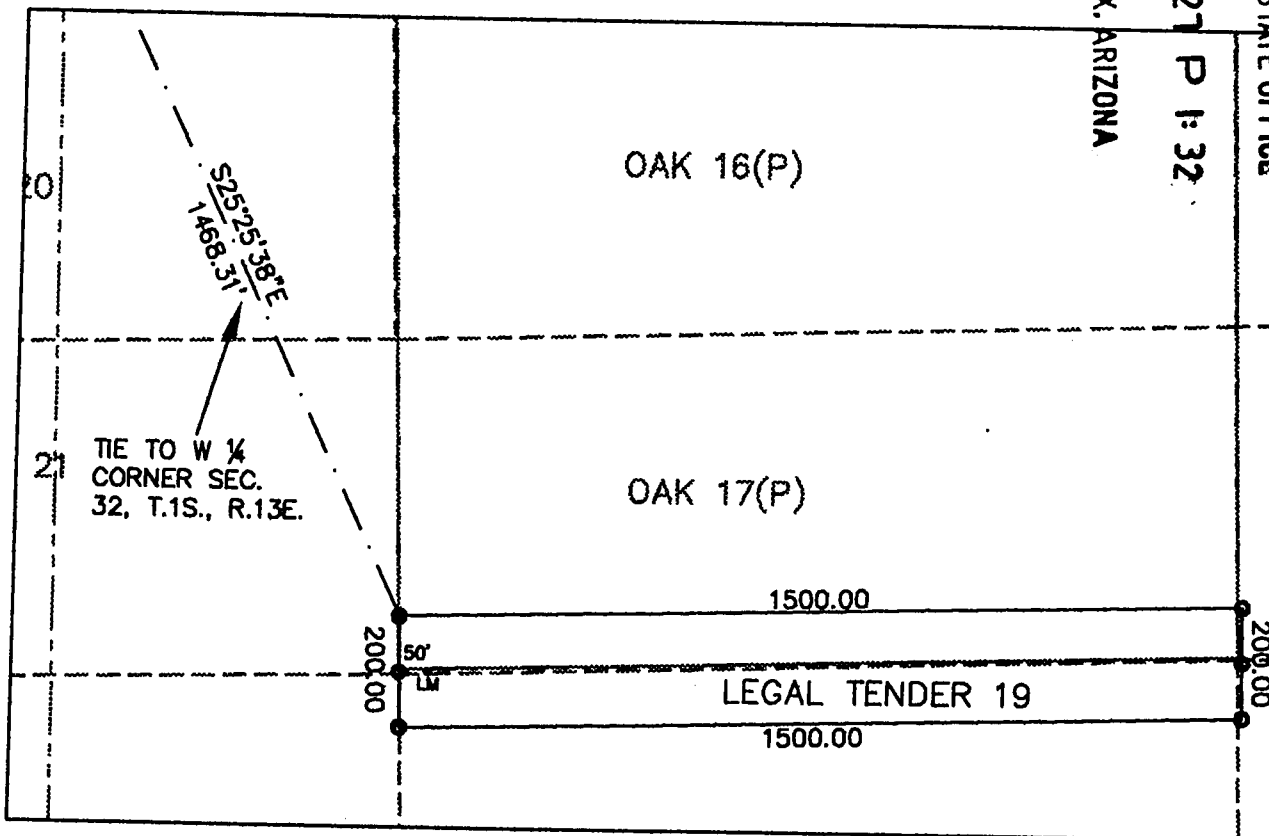 27 P 1:32
ARIZONA
OAK 16(P)
S25°25'38"E
1468.31'
TIE TO W ¼
CORNER SEC.
32, T.1S., R.13E.
21
OAK 17(P)
1500.00
200.00
50'
LM
200.00
LEGAL TENDER 19
1500.00